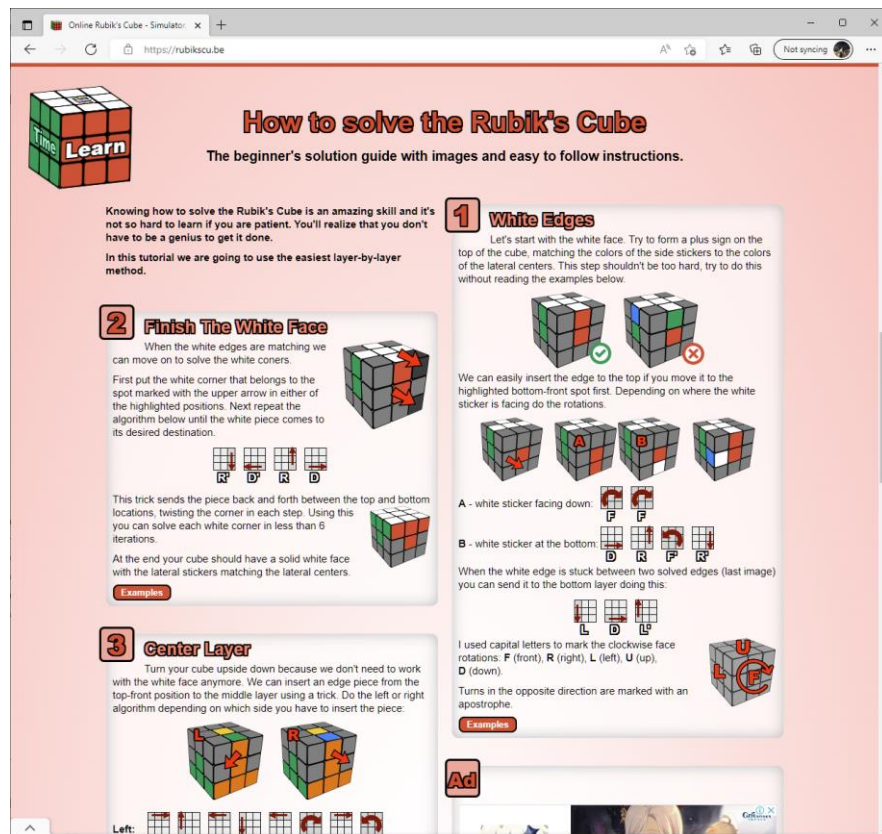 Online Rubik's Cube - Simulator,
https://rubikscu.be
Not syncing
Time
Learn
How to solve the Rubik's Cube
The beginner's solution guide with images and easy to follow instructions.
Knowing how to solve the Rubik's Cube is an amazing skill and it's
not so hard to learn if you are patient. You'll realize that you don't
have to be a genius to get it done.
In this tutorial we are going to use the easiest layer-by-layer
method.
1 White Edges
Let's start with the white face. Try to form a plus sign on the
top of the cube, matching the colors of the side stickers to the colors
of the lateral centers. This step shouldn't be too hard, try to do this
without reading the examples below.
We can easily insert the edge to the top if you move it to the
highlighted bottom-front spot first. Depending on where the white
sticker is facing do the rotations.
A B
A - white sticker facing down:
F F
B - white sticker at the bottom:
D R F' R'
When the white edge is stuck between two solved edges (last image)
you can send it to the bottom layer doing this:
L D L'
I used capital letters to mark the clockwise face
rotations: F (front), R (right), L (left), U (up),
D (down).
U
L F
Turns in the opposite direction are marked with an
apostrophe.
Examples
2 Finish The White Face
When the white edges are matching we
can move on to solve the white coners.
First put the white corner that belongs to the
spot marked with the upper arrow in either of
the highlighted positions. Next repeat the
algorithm below until the white piece comes to
its desired destination.
R' D' R D
This trick sends the piece back and forth between the top and bottom
locations, twisting the corner in each step. Using this
you can solve each white corner in less than 6
iterations.
At the end your cube should have a solid white face
with the lateral stickers matching the lateral centers.
Examples
3 Center Layer
Turn your cube upside down because we don't need to work
with the white face anymore. We can insert an edge piece from the
top-front position to the middle layer using a trick. Do the left or right
algorithm depending on which side you have to insert the piece:
L R
Left:
Ad